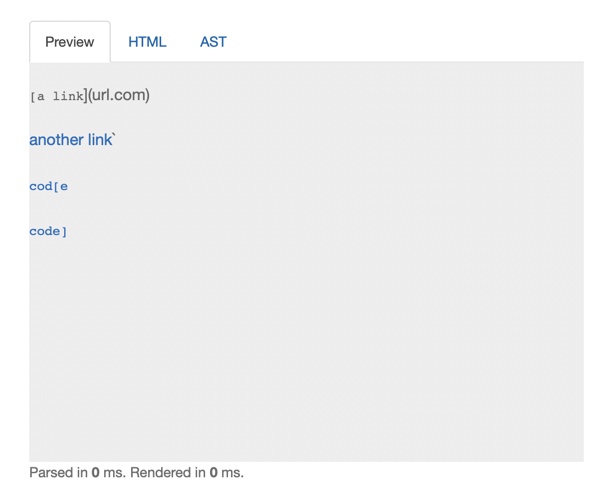 Preview HTML AST
[a link](url.com)
another link`
cod[e
code]
Parsed in 0 ms. Rendered in 0 ms.